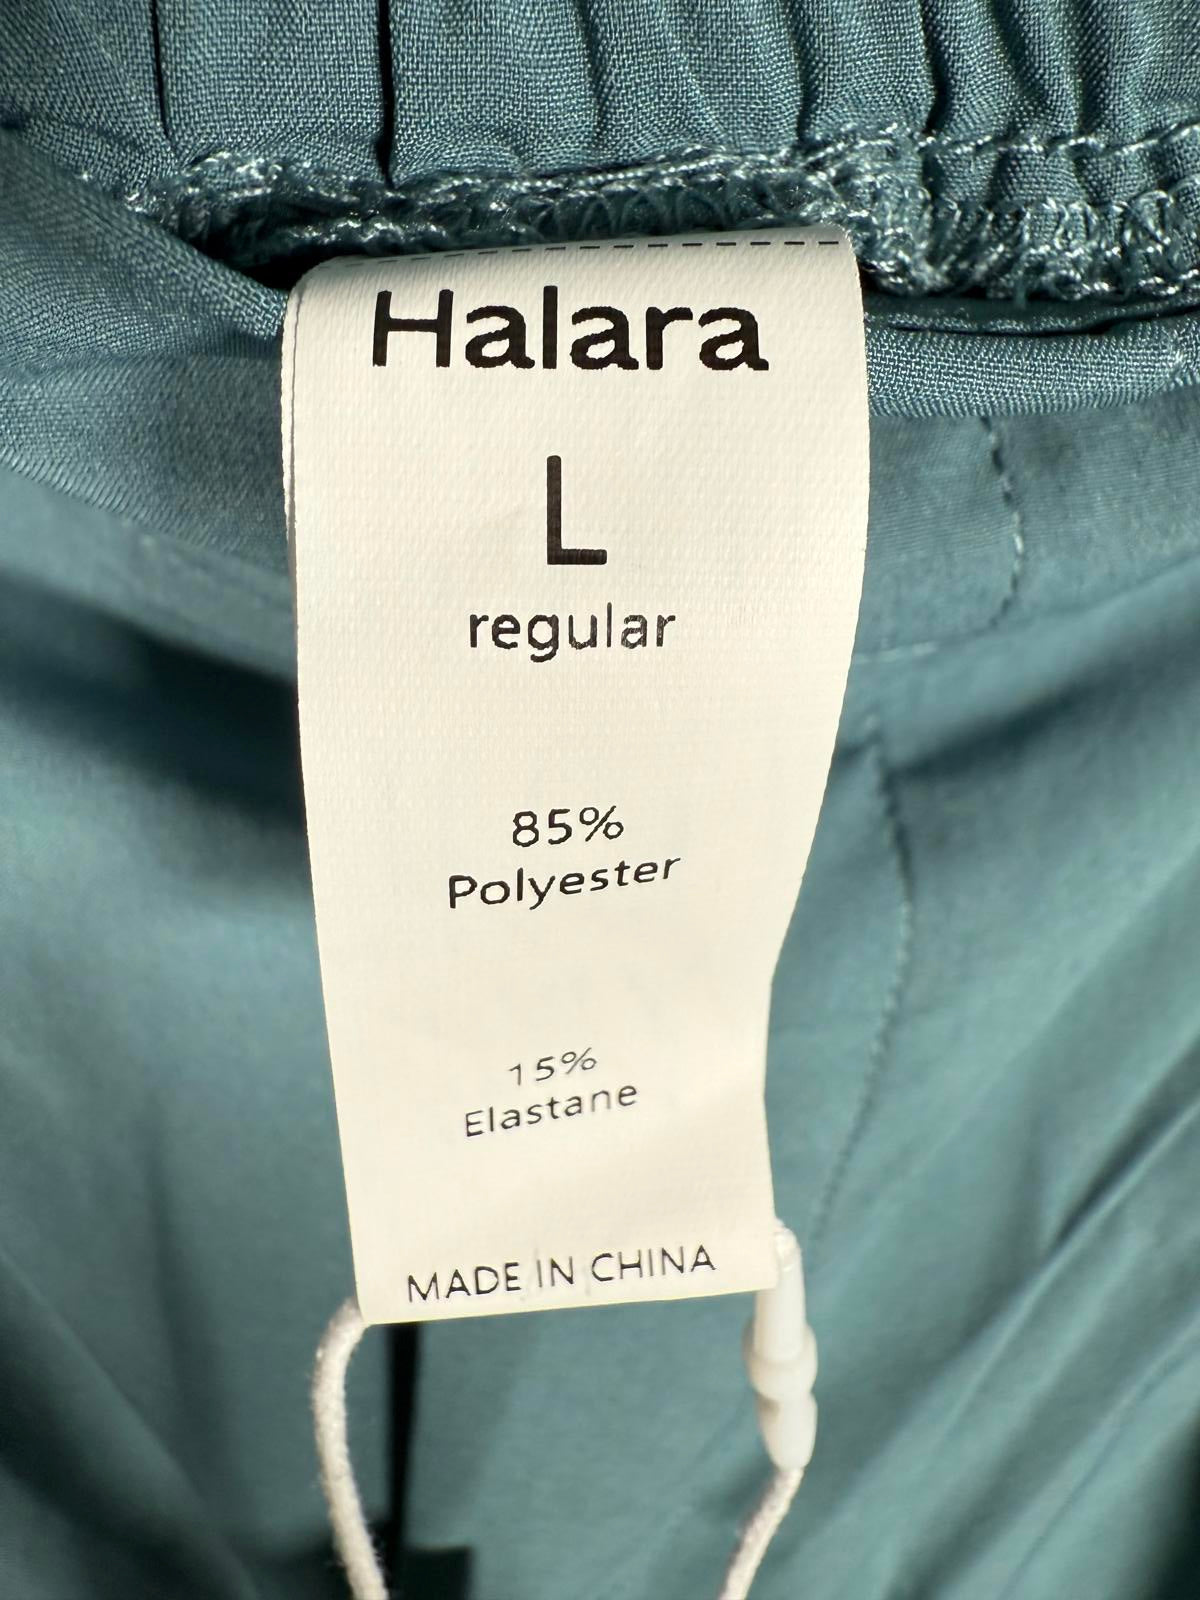 Halara
L
regular
85%
Polyester
15%
Elastane
MADE IN CHINA